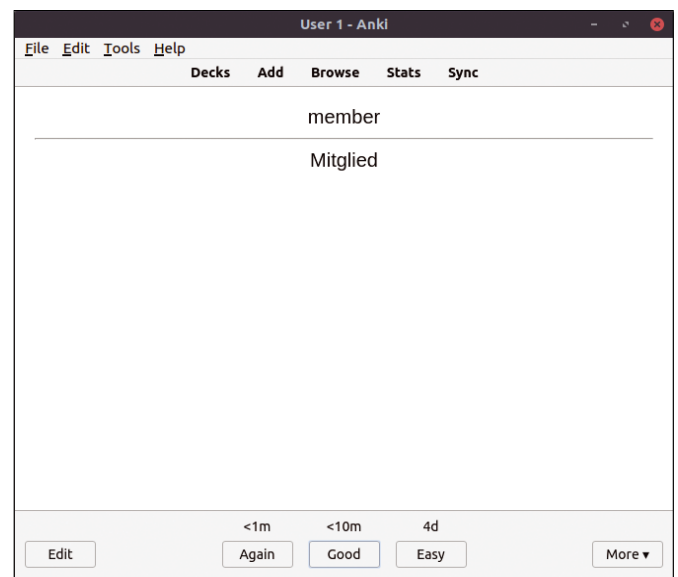 User 1 - Anki
File Edit Tools Help
Decks Add Browse Stats Sync
member
Mitglied
<1m <10m 4d
Edit Again Good Easy More ▾